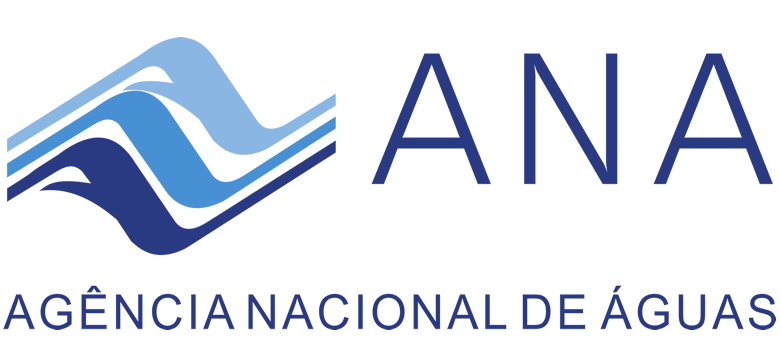 ANA
AGÊNCIA NACIONAL DE ÁGUAS